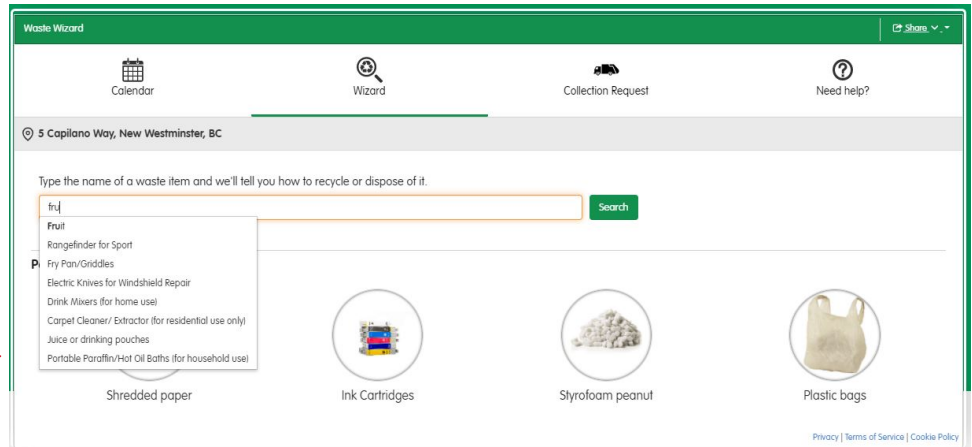 Waste Wizard
Share
Calendar
Wizard
Collection Request
Need help?
5 Capilano Way, New Westminster, BC
Type the name of a waste item and we'll tell you how to recycle or dispose of it.
fru
Search
Fruit
Rangefinder for Sport
Fry Pan/Griddles
Electric Knives for Windshield Repair
Drink Mixers (for home use)
Carpet Cleaner/ Extractor (for residential use only)
Juice or drinking pouches
Portable Paraffin/Hot Oil Baths (for household use)
Shredded paper
Ink Cartridges
Styrofoam peanut
Plastic bags
Privacy | Terms of Service | Cookie Policy